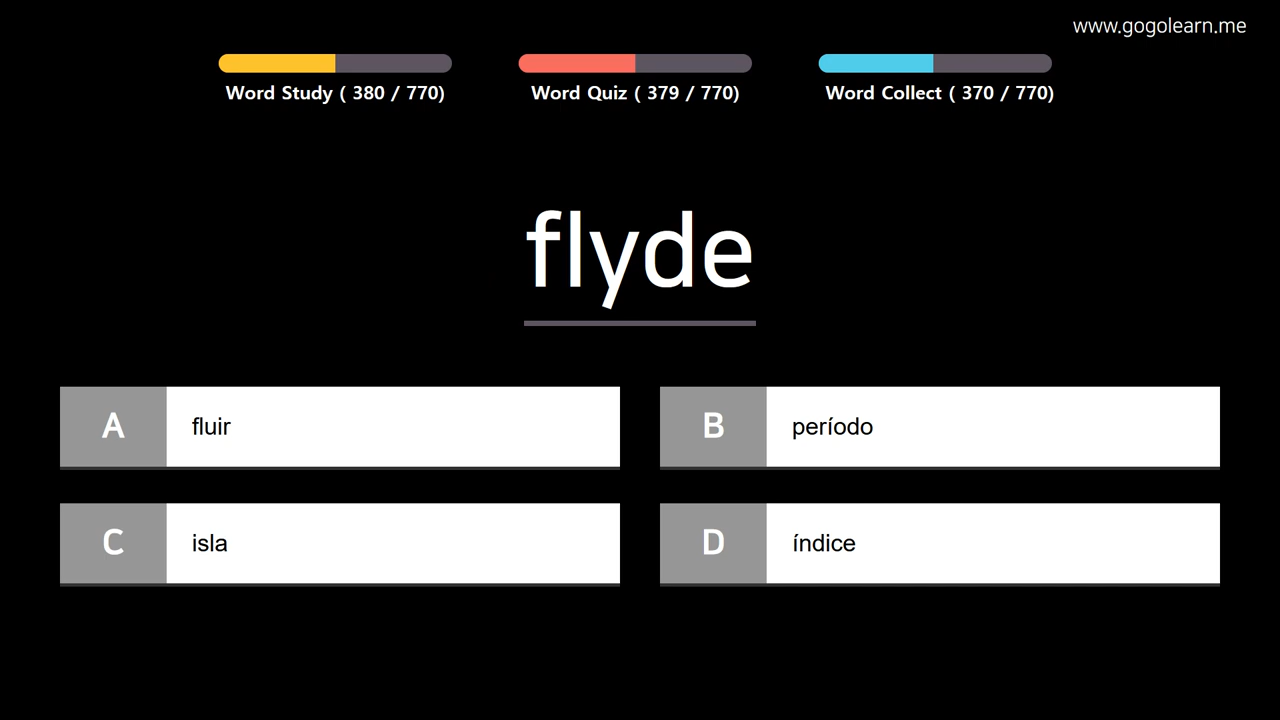 www.gogolearn.me
Word Study ( 380 / 770)
Word Quiz ( 379 / 770)
Word Collect ( 370 / 770)
flyde
A
fluir
B
período
C
isla
D
índice